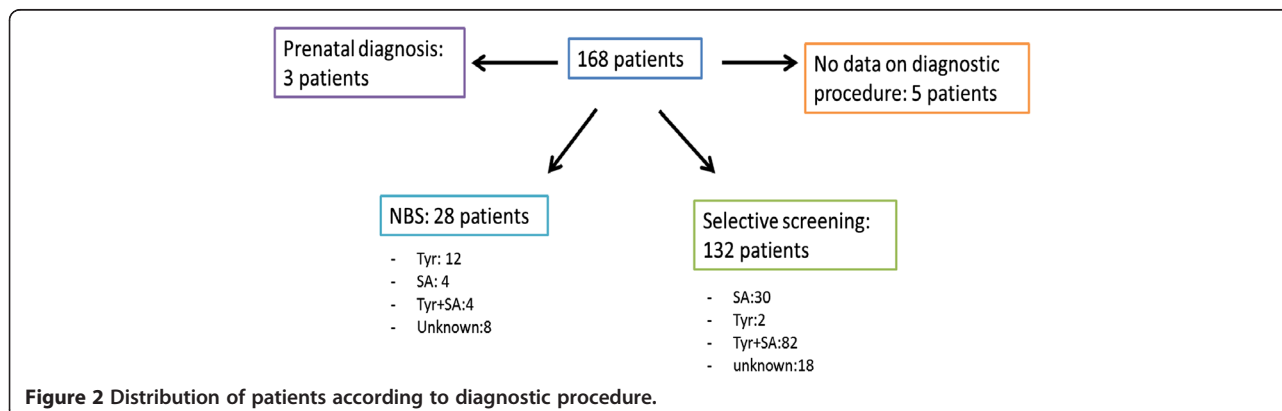 Prenatal diagnosis:
3 patients
168 patients
No data on diagnostic
procedure: 5 patients
NBS: 28 patients
- Tyr: 12
- SA: 4
- Tyr+SA:4
- Unknown:8
Selective screening:
132 patients
- SA:30
- Tyr:2
- Tyr+SA:82
- unknown:18
Figure 2 Distribution of patients according to diagnostic procedure.